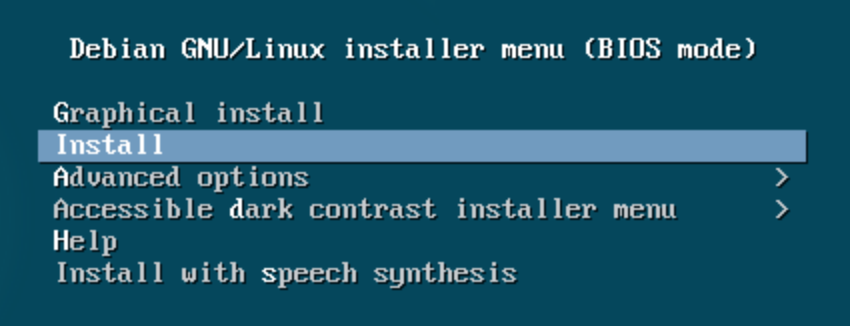 Debian GNU/Linux installer menu (BIOS mode)
Graphical install
Install
Advanced options >
Accessible dark contrast installer menu >
Help
Install with speech synthesis